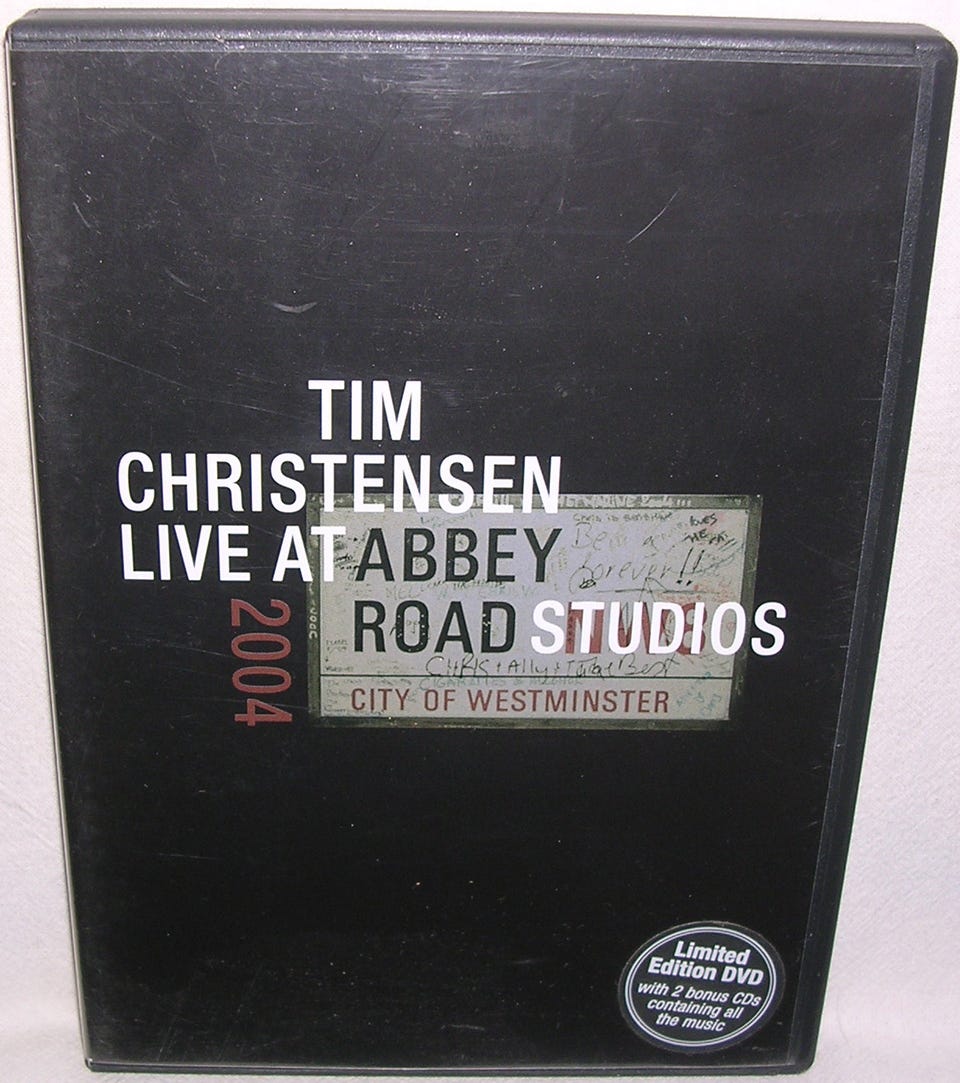 TIM
CHRISTENSEN
LIVE AT ABBEY
ROAD STUDIOS
2004
NW8
CITY OF WESTMINSTER
forever!!
Limited
Edition DVD
with 2 bonus CDs
containing all
the music